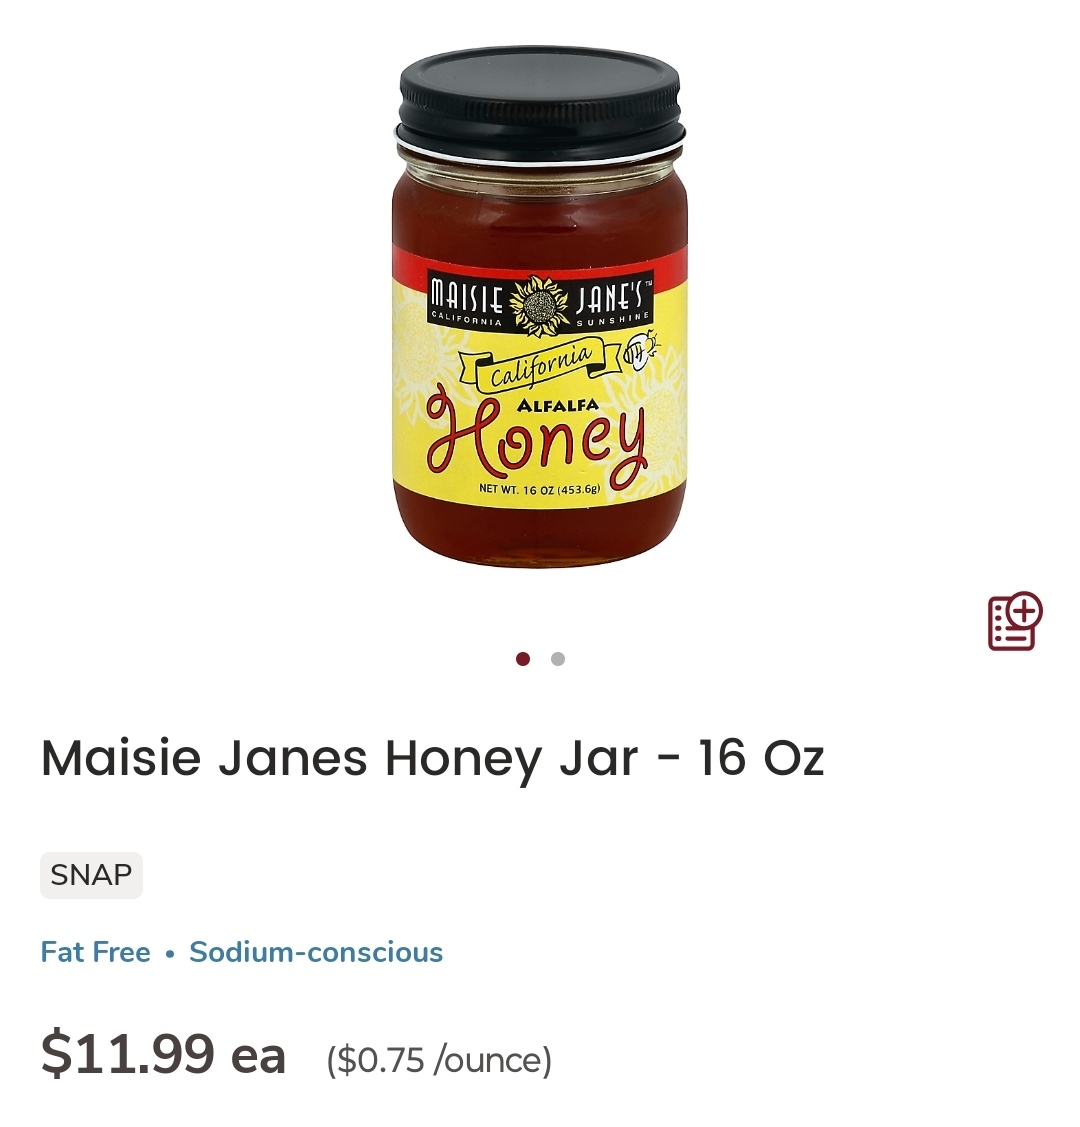 MAISIE JANE'S™
CALIFORNIA SUNSHINE
California
ALFALFA
Honey
NET WT. 16 OZ (453.6g)
Maisie Janes Honey Jar - 16 Oz
SNAP
Fat Free • Sodium-conscious
$11.99 ea ($0.75 /ounce)